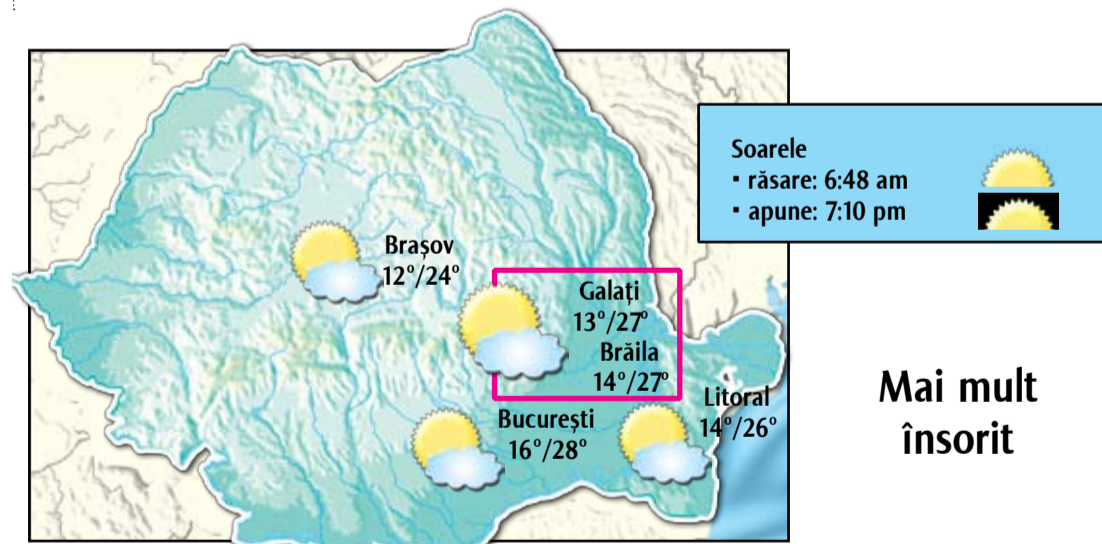 Soarele
▪ răsare: 6:48 am
▪ apune: 7:10 pm
Brașov
12°/24°
Galați
13°/27°
Brăila
14°/27°
Litoral
14°/26°
București
16°/28°
Mai mult
însorit